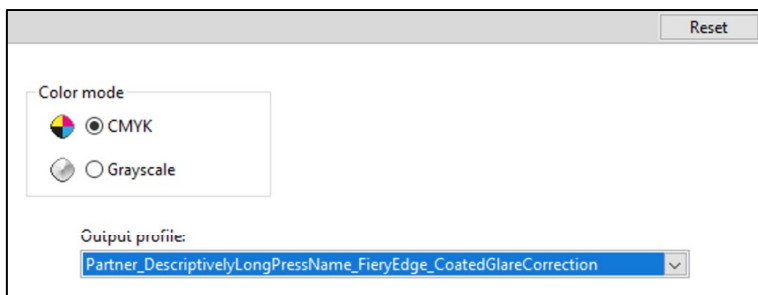 Reset
Color mode
CMYK
Grayscale
Output profile:
Partner_DescriptivelyLongPressName_FieryEdge_CoatedGlareCorrection